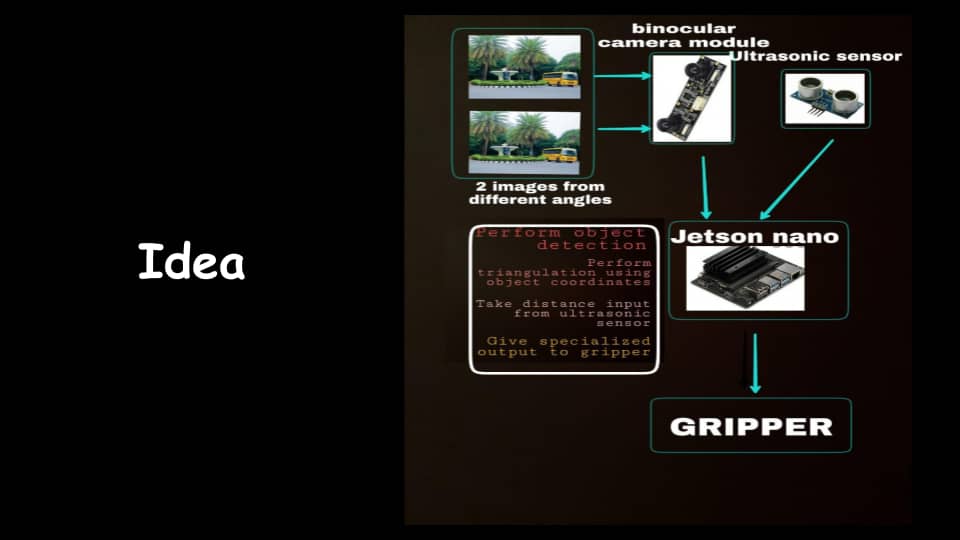 Idea
binocular
camera module
Ultrasonic sensor
2 images from
different angles
Perform object
detection
Perform
triangulation using
object coordinates
Take distance input
from ultrasonic
sensor
Give specialized
output to gripper
Jetson nano
GRIPPER